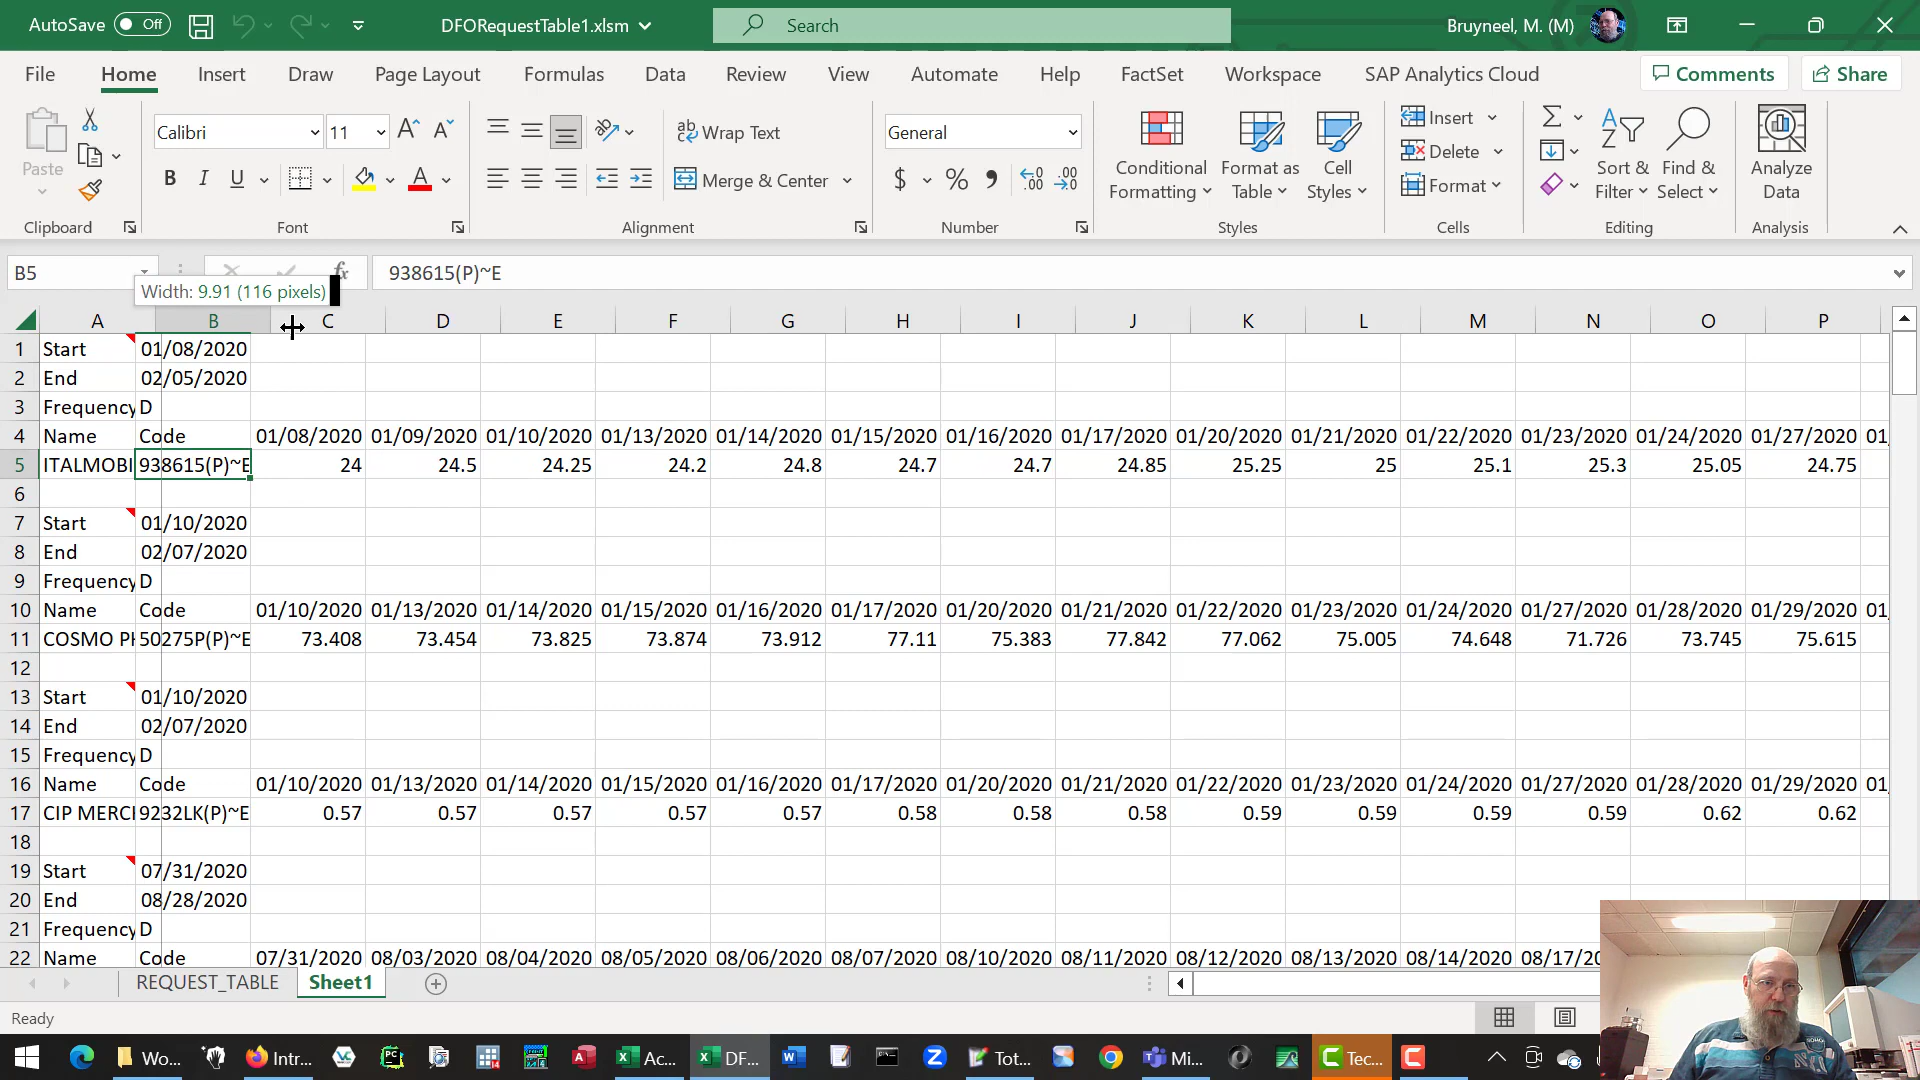 AutoSave Off DFORequestTable1.xlsm Search Bruyneel, M. (M)
File Home Insert Draw Page Layout Formulas Data Review View Automate Help FactSet Workspace SAP Analytics Cloud Comments Share
Calibri 11 ab Wrap Text General Insert
Paste Conditional Format as Cell Delete Sort & Find & Analyze
B I U A Merge & Center $ % Formatting Table Styles Format Filter Select Data
Clipboard Font Alignment Number Styles Cells Editing Analysis
B5 fx 938615(P)~E
Width: 9.91 (116 pixels)
A B C D E F G H I J K L M N O P
1 Start 01/08/2020
2 End 02/05/2020
3 Frequency D
4 Name Code 01/08/2020 01/09/2020 01/10/2020 01/13/2020 01/14/2020 01/15/2020 01/16/2020 01/17/2020 01/20/2020 01/21/2020 01/22/2020 01/23/2020 01/24/2020 01/27/2020 01/
5 ITALMOBI 938615(P)~E 24 24.5 24.25 24.2 24.8 24.7 24.7 24.85 25.25 25 25.1 25.3 25.05 24.75
6
7 Start 01/10/2020
8 End 02/07/2020
9 Frequency D
10 Name Code 01/10/2020 01/13/2020 01/14/2020 01/15/2020 01/16/2020 01/17/2020 01/20/2020 01/21/2020 01/22/2020 01/23/2020 01/24/2020 01/27/2020 01/28/2020 01/29/2020 01/
11 COSMO PH 50275P(P)~E 73.408 73.454 73.825 73.874 73.912 77.11 75.383 77.842 77.062 75.005 74.648 71.726 73.745 75.615
12
13 Start 01/10/2020
14 End 02/07/2020
15 Frequency D
16 Name Code 01/10/2020 01/13/2020 01/14/2020 01/15/2020 01/16/2020 01/17/2020 01/20/2020 01/21/2020 01/22/2020 01/23/2020 01/24/2020 01/27/2020 01/28/2020 01/29/2020 01/
17 CIP MERCH 9232LK(P)~E 0.57 0.57 0.57 0.57 0.57 0.58 0.58 0.58 0.59 0.59 0.59 0.59 0.62 0.62
18
19 Start 07/31/2020
20 End 08/28/2020
21 Frequency D
22 Name Code 07/31/2020 08/03/2020 08/04/2020 08/05/2020 08/06/2020 08/07/2020 08/10/2020 08/11/2020 08/12/2020 08/13/2020 08/14/2020 08/17/20
REQUEST_TABLE Sheet1
Ready
Wo... Intr... Ac... DF... Tot... Mi... Tec...